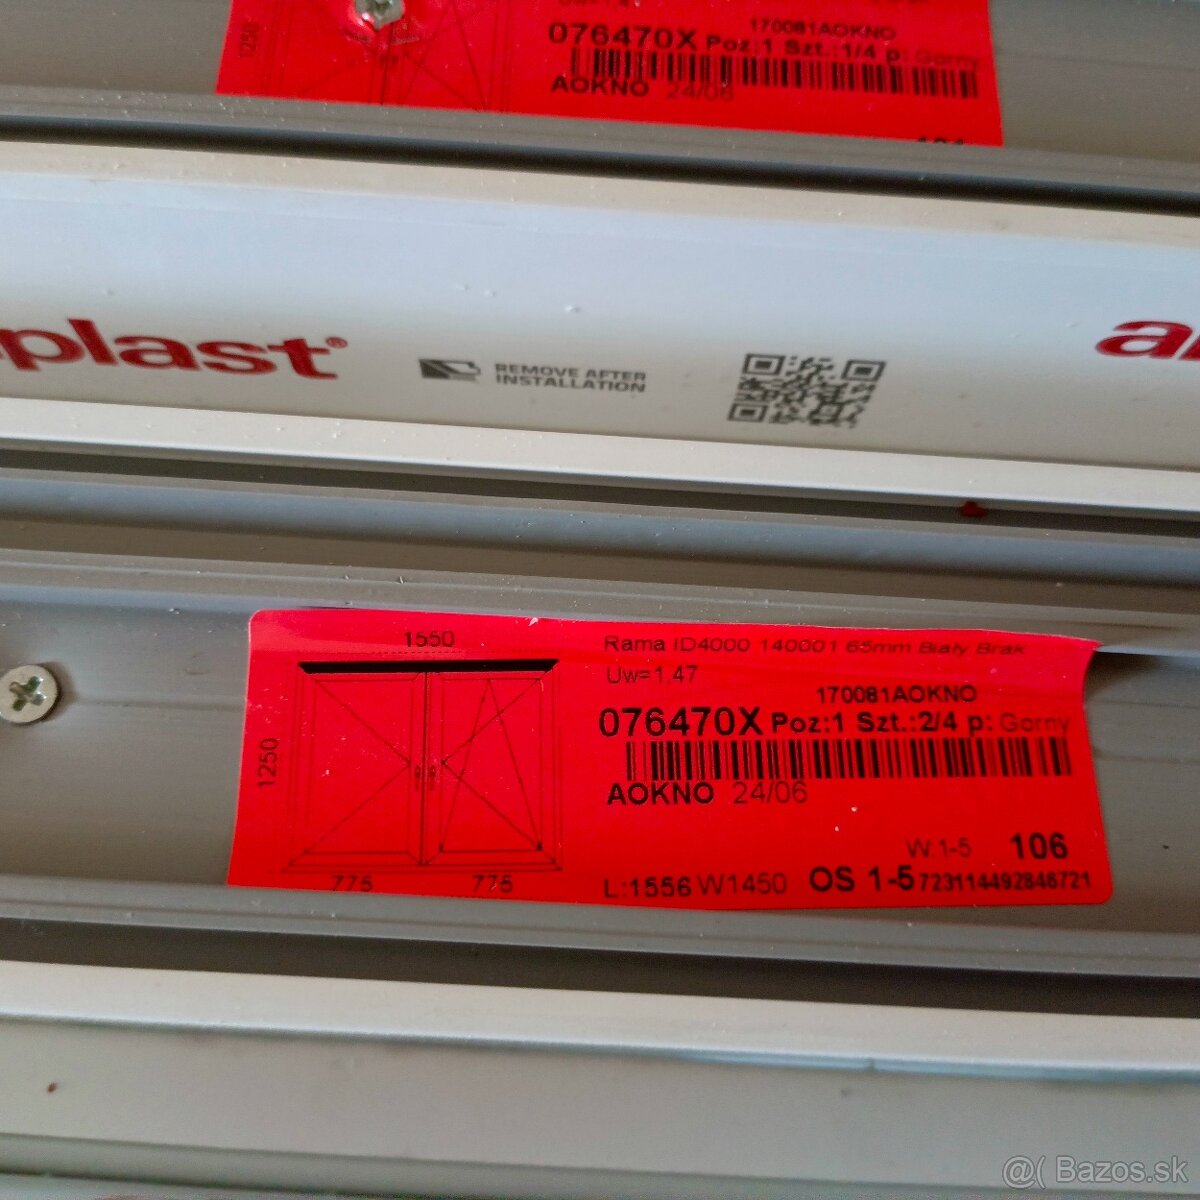 1250
170081AOKNO
076470X Poz:1 Szt.:1/4 p: Gorny
AOKNO 24/06
plast®
REMOVE AFTER
INSTALLATION
1550
1250
775 775
Rama ID4000 140001 65mm Biały Brak
Uw=1,47
170081AOKNO
076470X Poz:1 Szt.:2/4 p: Gorny
AOKNO 24/06
W:1-5 106
L:1556 W1450 OS 1-5 723114492846721
@( Bazos.sk